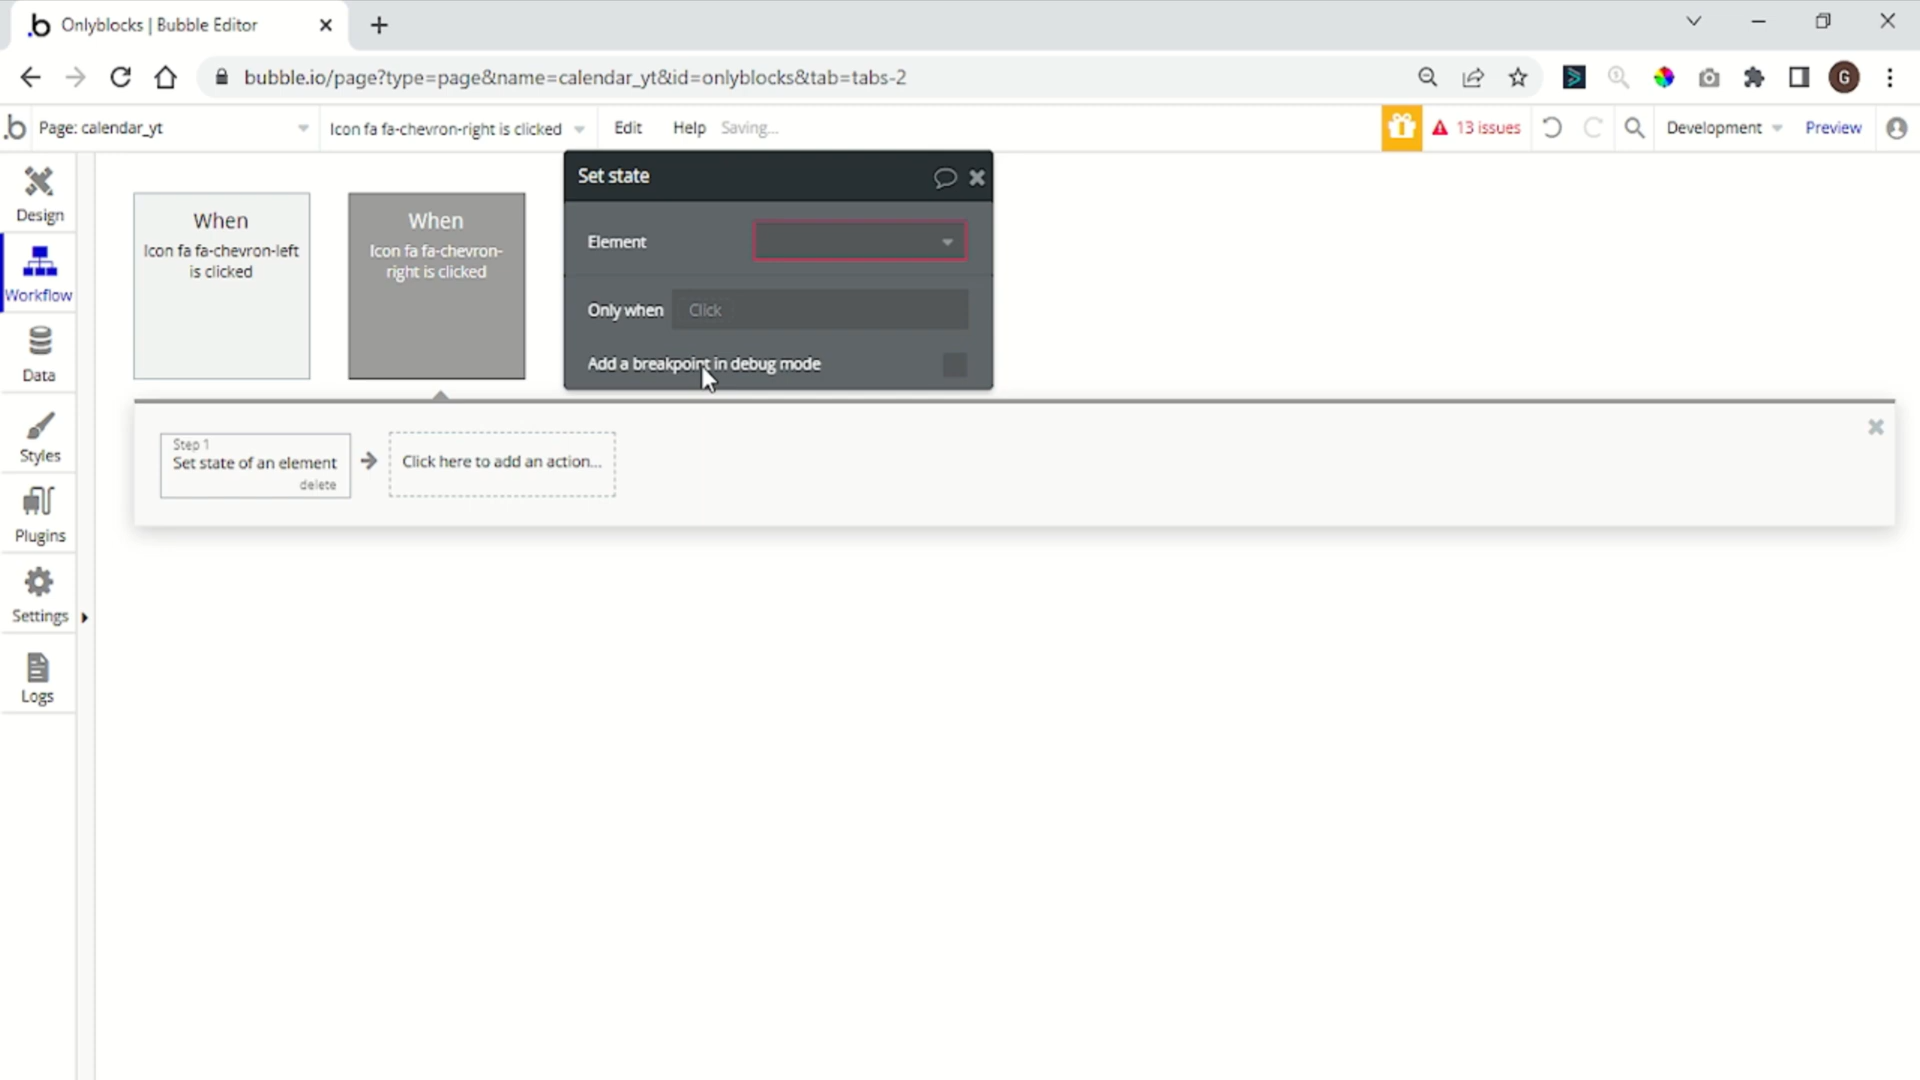 Onlyblocks | Bubble Editor
bubble.io/page?type=page&name=calendar_yt&id=onlyblocks&tab=tabs-2
G
Page: calendar_yt
Icon fa fa-chevron-right is clicked
Edit
Help
Saving...
13 issues
Development
Preview
Design
Workflow
Data
Styles
Plugins
Settings
Logs
When
Icon fa fa-chevron-left
is clicked
When
Icon fa fa-chevron-
right is clicked
Set state
Element
Only when
Click
Add a breakpoint in debug mode
Step 1
Set state of an element
delete
Click here to add an action...